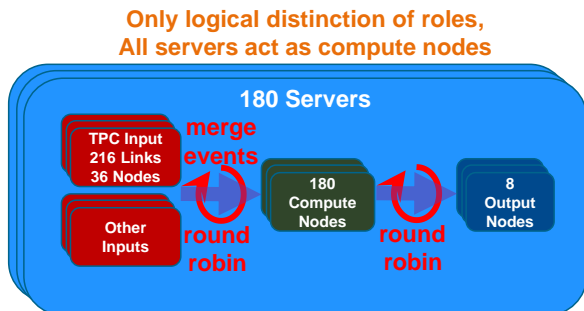 Only logical distinction of roles,
All servers act as compute nodes
180 Servers
TPC Input
216 Links
36 Nodes
merge
events
Other
Inputs
round
robin
180
Compute
Nodes
round
robin
8
Output
Nodes